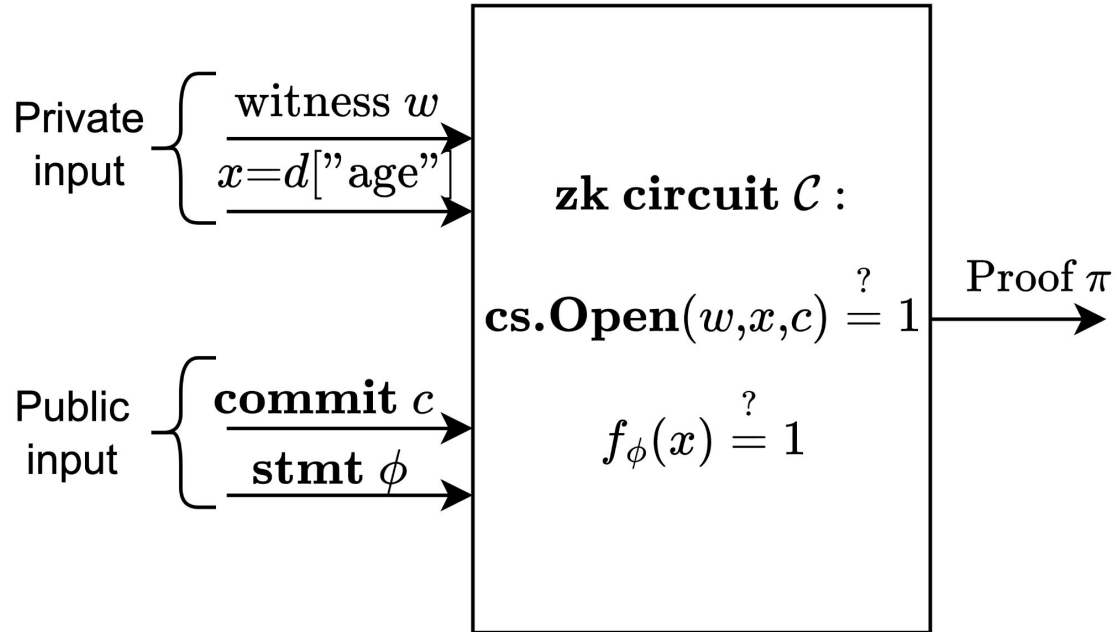 Private
input
witness w
x=d["age"]
Public
input
commit c
stmt ϕ
zk circuit 𝒞 :
cs.Open(w,x,c) ≟ 1
f_ϕ(x) ≟ 1
Proof π